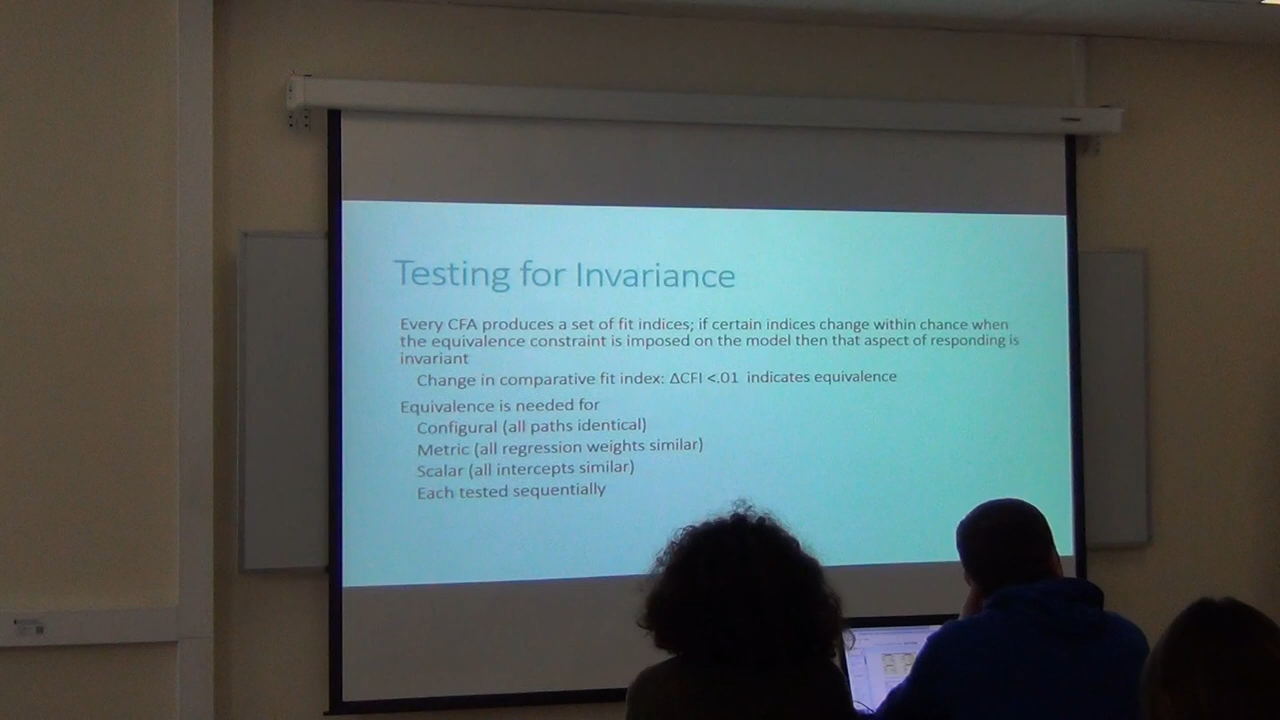 Testing for Invariance
Every CFA produces a set of fit indices; if certain indices change within chance when
the equivalence constraint is imposed on the model then that aspect of responding is
invariant
Change in comparative fit index: ΔCFI <.01 indicates equivalence
Equivalence is needed for
Configural (all paths identical)
Metric (all regression weights similar)
Scalar (all intercepts similar)
Each tested sequentially